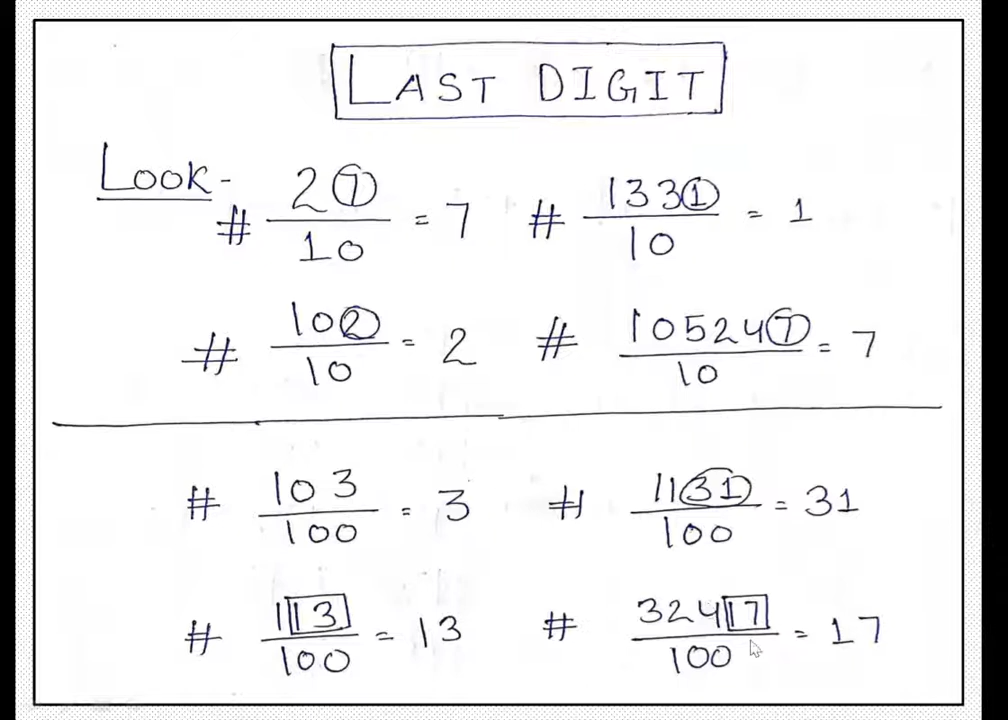 LAST DIGIT
Look-
# 27/10 = 7 # 1331/10 = 1
# 102/10 = 2 # 105247/10 = 7
# 103/100 = 3 # 1131/100 = 31
# 113/100 = 13 # 32417/100 = 17